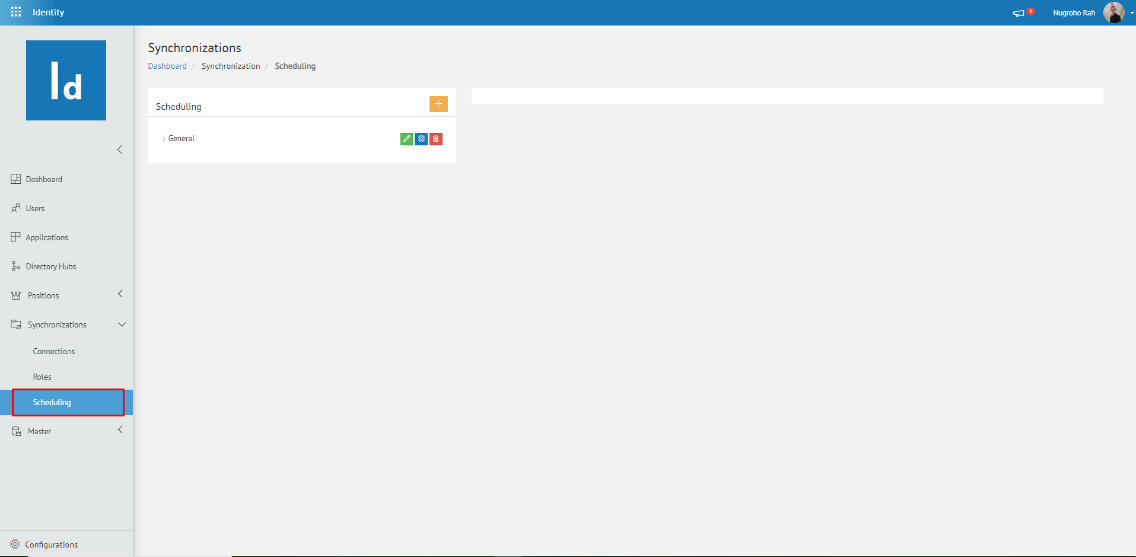 Identity
Nugroho Rah
Id
Synchronizations
Dashboard / Synchronization / Scheduling
Scheduling
General
Dashboard
Users
Applications
Directory Hubs
Positions
Synchronizations
Connections
Roles
Scheduling
Master
Configurations